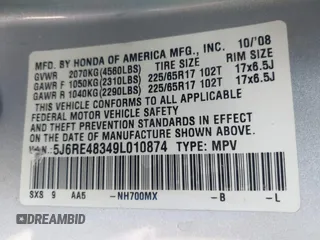 MFD. BY HONDA OF AMERICA MFG., INC. 10/'08
GVWR 2070KG(4560LBS) TIRE SIZE RIM SIZE
GAWR F 1050KG(2310LBS) 225/65R17 102T 17x6.5J
GAWR R 1040KG(2290LBS) 225/65R17 102T 17x6.5J
THIS VEHICLE CONFORMS TO ALL APPLICABLE
FEDERAL MOTOR VEHICLE SAFETY STANDARDS
IN EFFECT ON THE DATE OF MANUFACTURE
SHOWN ABOVE.
5J6RE48349L010874 TYPE: MPV
SXS 9 AA5 -NH700MX -B -L
DREAMBID